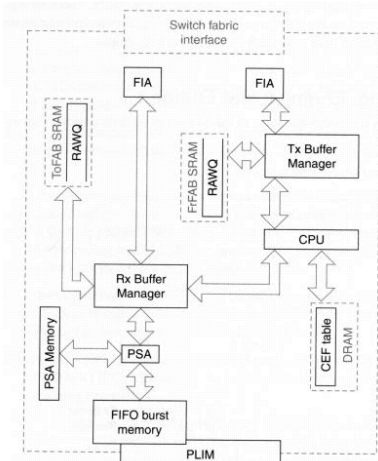 Switch fabric
interface
FIA
FIA
ToFAB SRAM
RAWQ
FrFAB SRAM
RAWQ
Tx Buffer
Manager
CPU
Rx Buffer
Manager
CEF table
DRAM
PSA Memory
PSA
FIFO burst
memory
PLIM